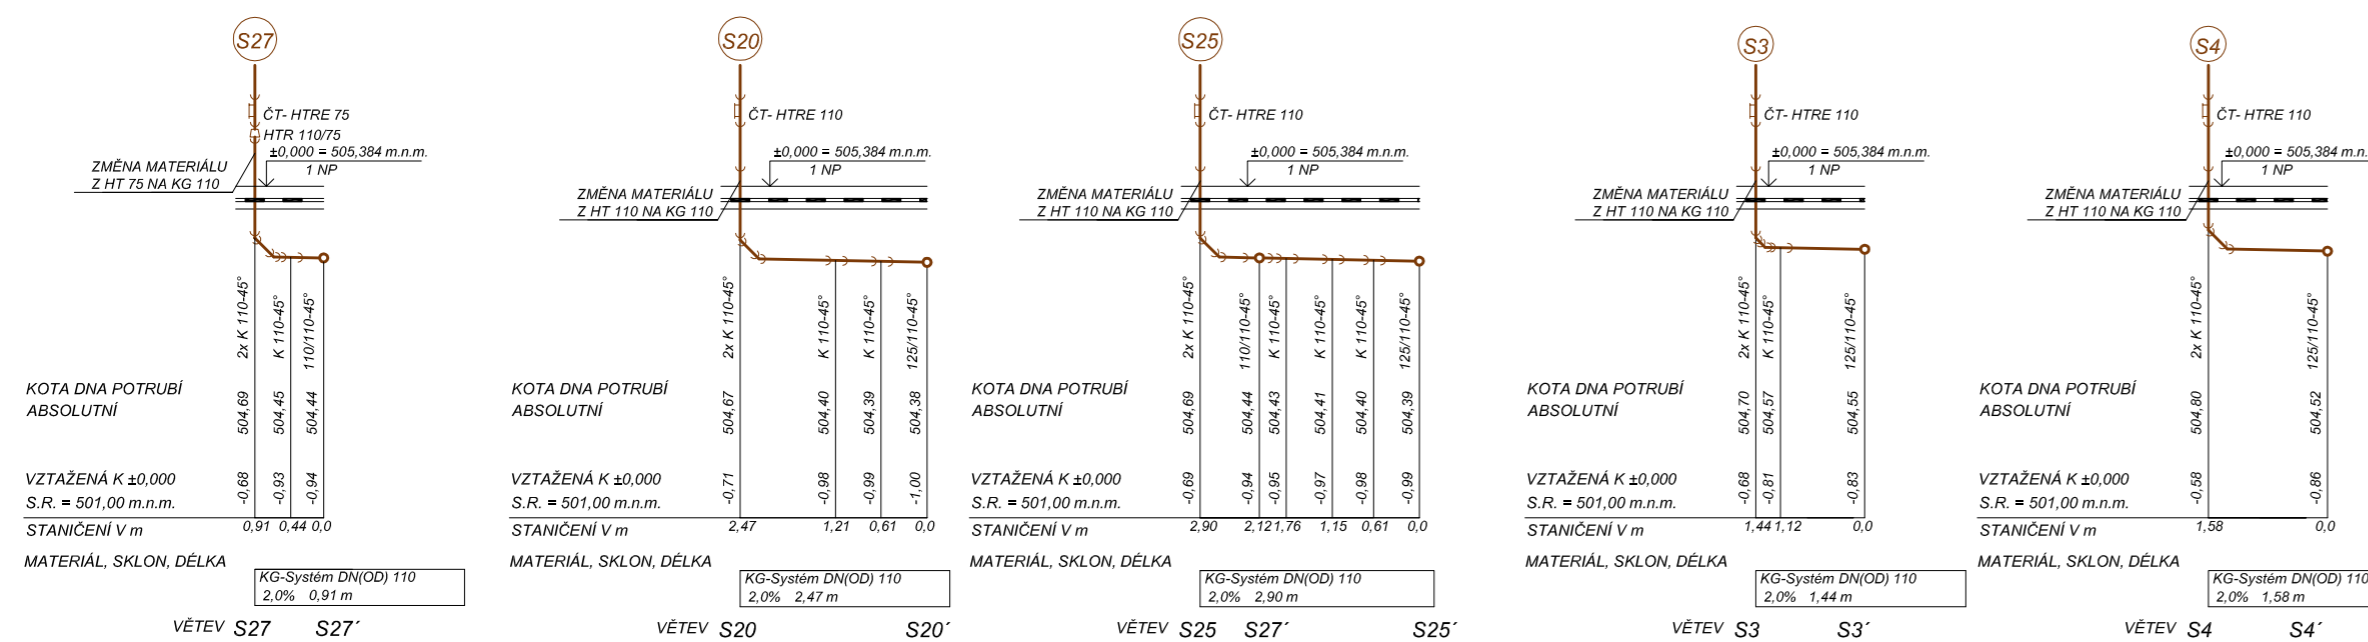 S27
ČT- HTRE 75
HTR 110/75
±0,000 = 505,384 m.n.m.
1 NP
ZMĚNA MATERIÁLU
Z HT 75 NA KG 110
2x K 110-45°
K 110-45°
110/110-45°
KOTA DNA POTRUBÍ
ABSOLUTNÍ
504,69
504,45
504,44
VZTAŽENÁ K ±0,000
S.R. = 501,00 m.n.m.
-0,68
-0,93
-0,94
STANIČENÍ V m
0,91 0,44 0,0
MATERIÁL, SKLON, DÉLKA
KG-Systém DN(OD) 110
2,0% 0,91 m
VĚTEV S27 S27´
S20
ČT- HTRE 110
±0,000 = 505,384 m.n.m.
1 NP
ZMĚNA MATERIÁLU
Z HT 110 NA KG 110
2x K 110-45°
K 110-45°
K 110-45°
125/110-45°
KOTA DNA POTRUBÍ
ABSOLUTNÍ
504,67
504,40
504,39
504,38
VZTAŽENÁ K ±0,000
S.R. = 501,00 m.n.m.
-0,71
-0,98
-0,99
-1,00
STANIČENÍ V m
2,47 1,21 0,61 0,0
MATERIÁL, SKLON, DÉLKA
KG-Systém DN(OD) 110
2,0% 2,47 m
VĚTEV S20 S20´
S25
ČT- HTRE 110
±0,000 = 505,384 m.n.m.
1 NP
ZMĚNA MATERIÁLU
Z HT 110 NA KG 110
2x K 110-45°
110/110-45°
K 110-45°
K 110-45°
K 110-45°
125/110-45°
KOTA DNA POTRUBÍ
ABSOLUTNÍ
504,69
504,44
504,43
504,41
504,40
504,39
VZTAŽENÁ K ±0,000
S.R. = 501,00 m.n.m.
-0,69
-0,94
-0,95
-0,97
-0,98
-0,99
STANIČENÍ V m
2,90 2,12 1,76 1,15 0,61 0,0
MATERIÁL, SKLON, DÉLKA
KG-Systém DN(OD) 110
2,0% 2,90 m
VĚTEV S25 S27´ S25´
S3
ČT- HTRE 110
±0,000 = 505,384 m.n.m.
1 NP
ZMĚNA MATERIÁLU
Z HT 110 NA KG 110
2x K 110-45°
K 110-45°
125/110-45°
KOTA DNA POTRUBÍ
ABSOLUTNÍ
504,70
504,57
504,55
VZTAŽENÁ K ±0,000
S.R. = 501,00 m.n.m.
-0,68
-0,81
-0,83
STANIČENÍ V m
1,44 1,12 0,0
MATERIÁL, SKLON, DÉLKA
KG-Systém DN(OD) 110
2,0% 1,44 m
VĚTEV S3 S3´
S4
ČT- HTRE 110
±0,000 = 505,384 m.n.m.
1 NP
ZMĚNA MATERIÁLU
Z HT 110 NA KG 110
2x K 110-45°
125/110-45°
KOTA DNA POTRUBÍ
ABSOLUTNÍ
504,80
504,52
VZTAŽENÁ K ±0,000
S.R. = 501,00 m.n.m.
-0,58
-0,86
STANIČENÍ V m
1,58 0,0
MATERIÁL, SKLON, DÉLKA
KG-Systém DN(OD) 110
2,0% 1,58 m
VĚTEV S4 S4´